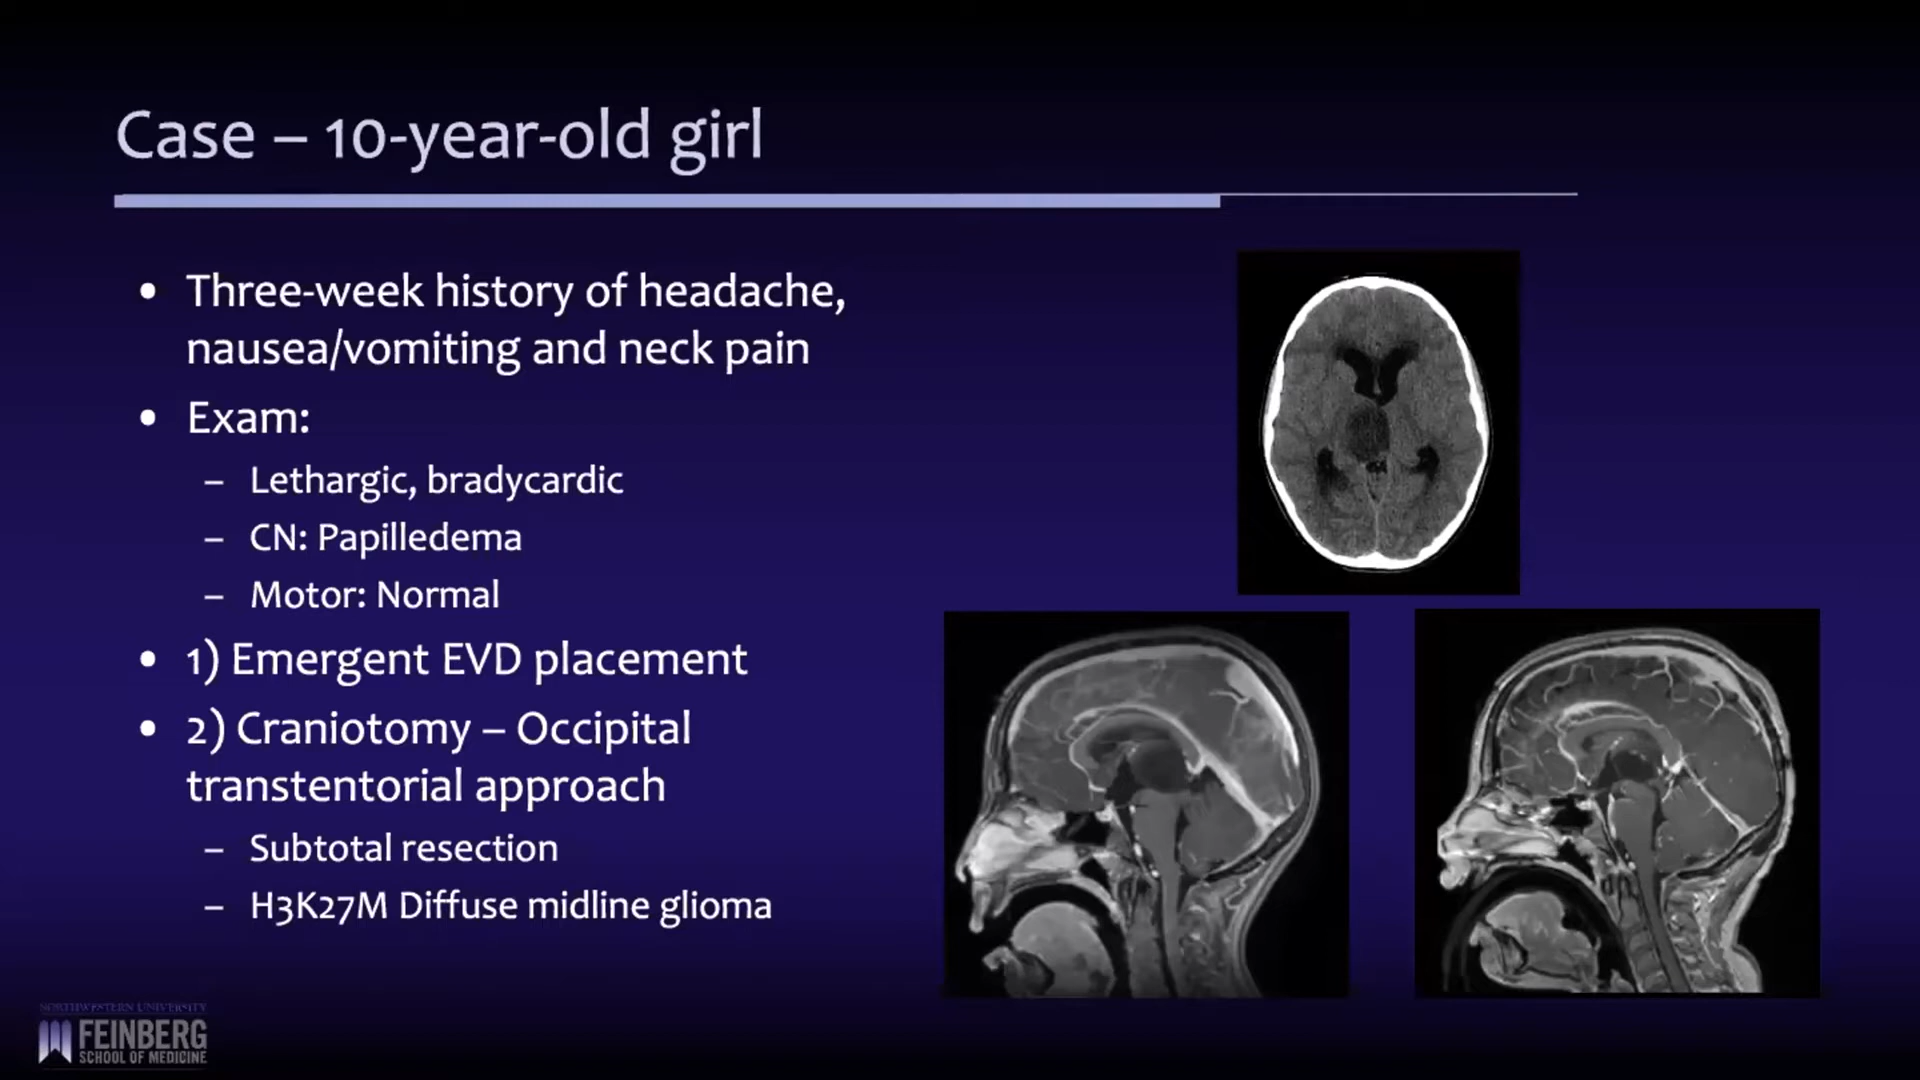 Case – 10-year-old girl
• Three-week history of headache,
nausea/vomiting and neck pain
• Exam:
– Lethargic, bradycardic
– CN: Papilledema
– Motor: Normal
• 1) Emergent EVD placement
• 2) Craniotomy – Occipital
transtentorial approach
– Subtotal resection
– H3K27M Diffuse midline glioma
NORTHWESTERN UNIVERSITY
FEINBERG
SCHOOL OF MEDICINE